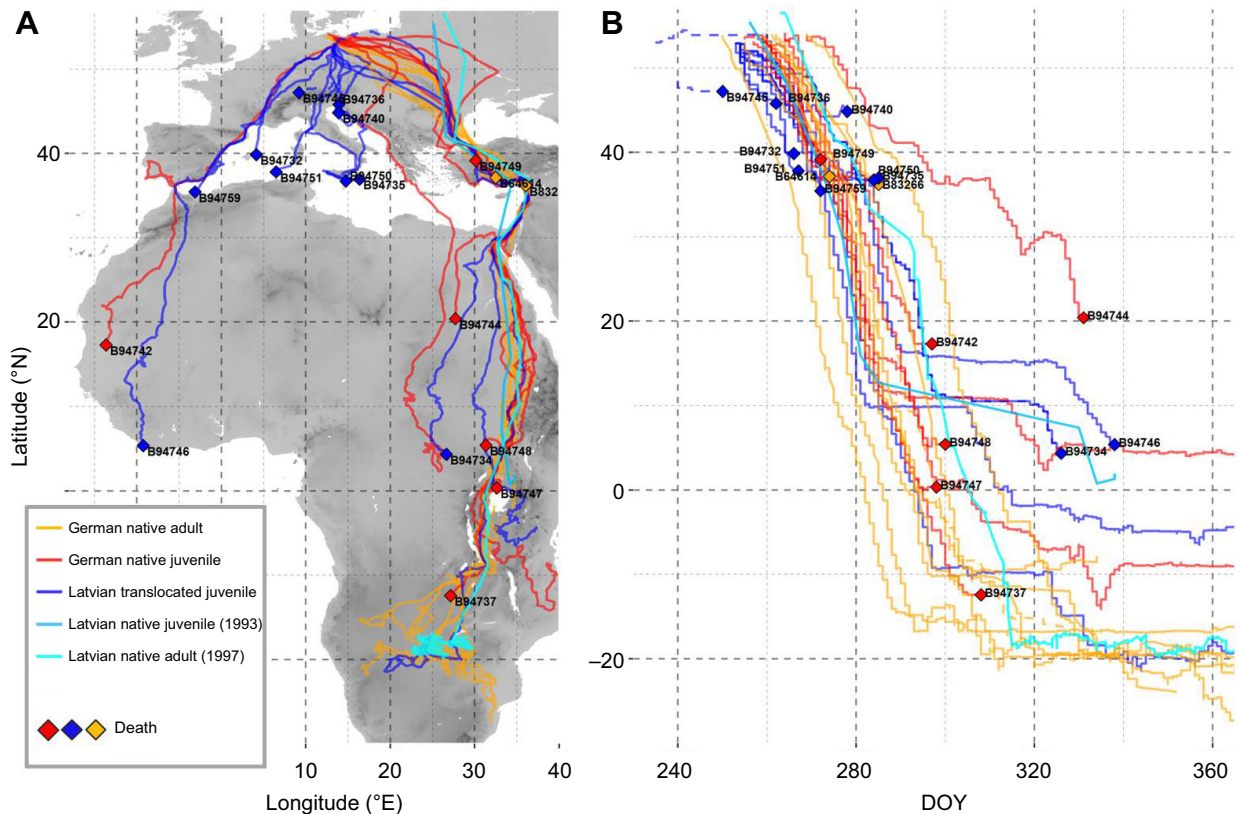 A
B
B94745
B94736
B94740
B94732
B94751
B94750
B94735
B94759
B94749
B64614
B832
B94744
B94742
B94746
B94734
B94748
B94747
B94737
40
20
Latitude (°N)
German native adult
German native juvenile
Latvian translocated juvenile
Latvian native juvenile (1993)
Latvian native adult (1997)
Death
10
20
30
40
Longitude (°E)
B94745
B94736
B94740
B94732
B94749
B94751
B94750
B64614
B94735
B83266
B94759
B94744
B94742
B94748
B94746
B94734
B94747
B94737
40
20
0
–20
240
280
320
360
DOY